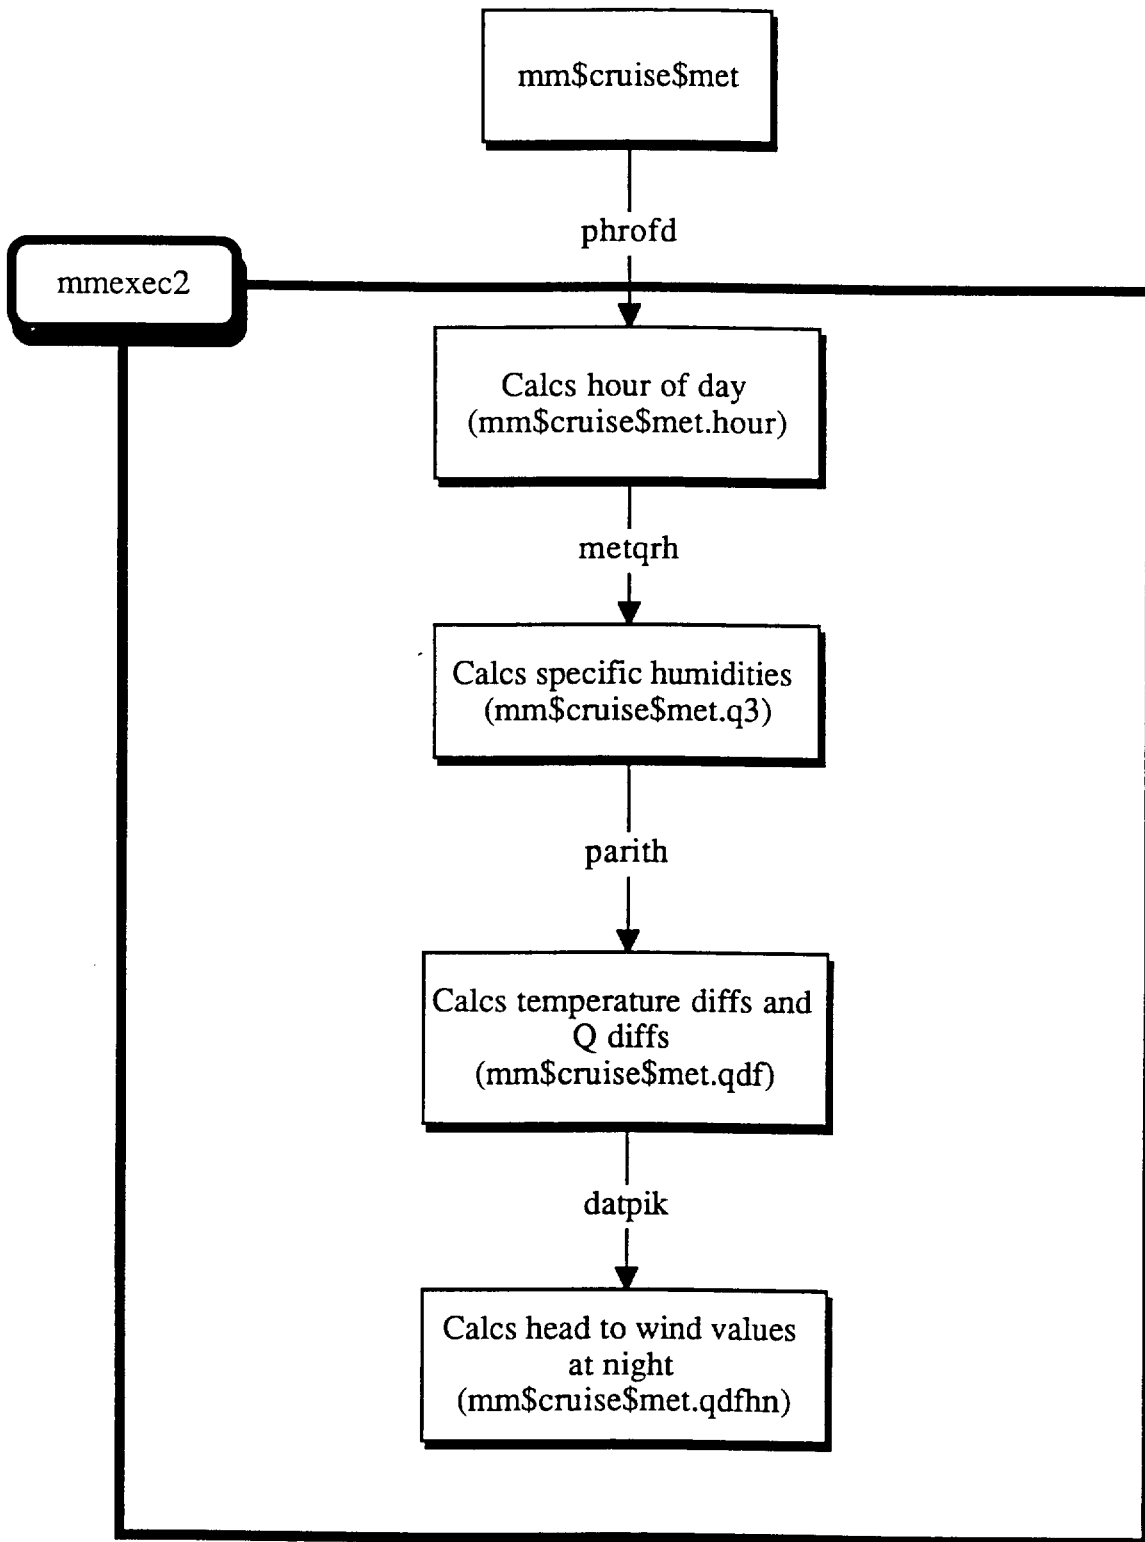 mm$cruise$met
phrofd
mmexec2
Calcs hour of day
(mm$cruise$met.hour)
metqrh
Calcs specific humidities
(mm$cruise$met.q3)
parith
Calcs temperature diffs and
Q diffs
(mm$cruise$met.qdf)
datpik
Calcs head to wind values
at night
(mm$cruise$met.qdfhn)